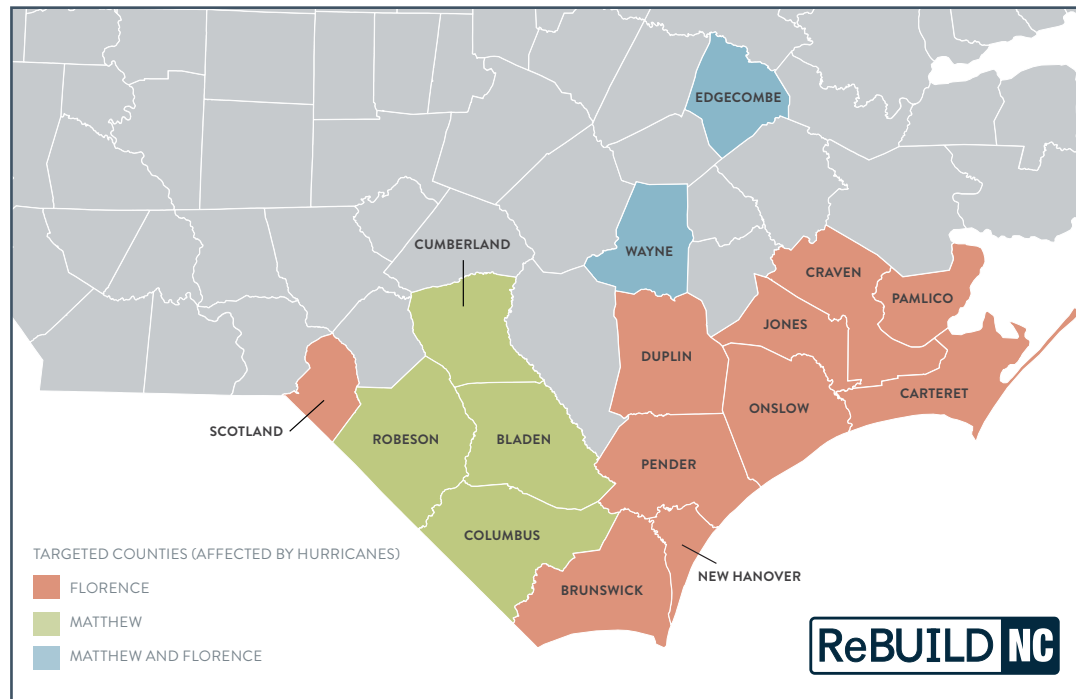 EDGECOMBE
CUMBERLAND
WAYNE
CRAVEN
PAMLICO
JONES
DUPLIN
CARTERET
ONSLOW
SCOTLAND
ROBESON
BLADEN
PENDER
COLUMBUS
NEW HANOVER
BRUNSWICK
TARGETED COUNTIES (AFFECTED BY HURRICANES)
FLORENCE
MATTHEW
MATTHEW AND FLORENCE
ReBUILD NC